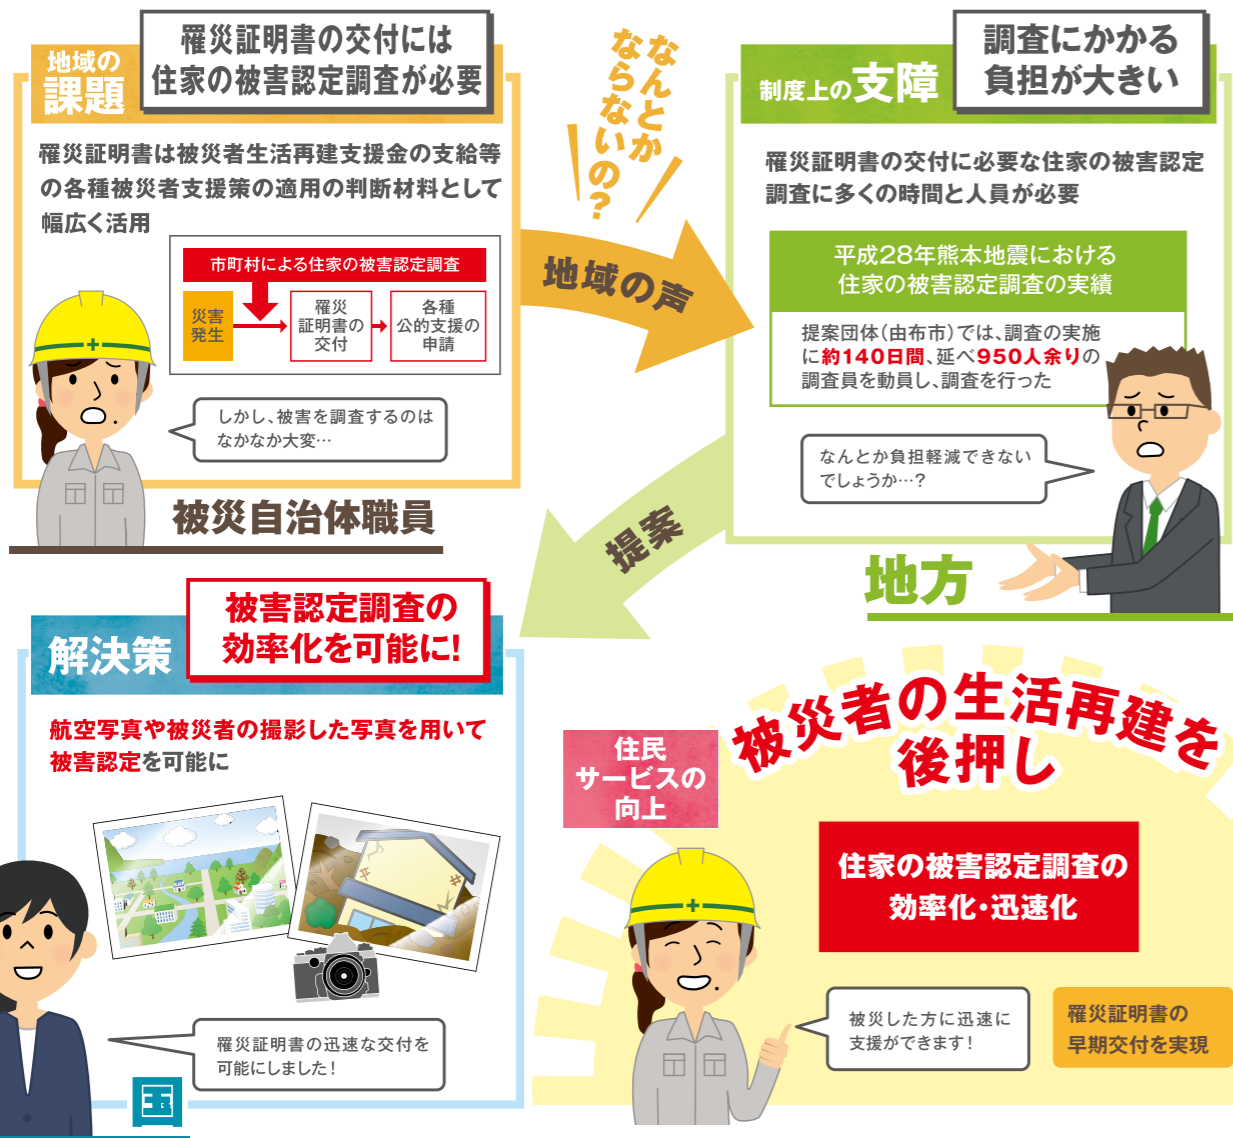 地域の
課題
罹災証明書の交付には
住家の被害認定調査が必要
罹災証明書は被災者生活再建支援金の支給等
の各種被災者支援策の適用の判断材料として
幅広く活用
市町村による住家の被害認定調査
災害
発生
罹災
証明書の
交付
各種
公的支援の
申請
しかし、被害を調査するのは
なかなか大変…
被災自治体職員
なんとか
ならないの?
地域の声
制度上の支障
調査にかかる
負担が大きい
罹災証明書の交付に必要な住家の被害認定
調査に多くの時間と人員が必要
平成28年熊本地震における
住家の被害認定調査の実績
提案団体(由布市)では、調査の実施
に約140日間、延べ950人余りの
調査員を動員し、調査を行った
なんとか負担軽減できない
でしょうか…?
地方
提案
解決策
被害認定調査の
効率化を可能に!
航空写真や被災者の撮影した写真を用いて
被害認定を可能に
罹災証明書の迅速な交付を
可能にしました!
国
住民
サービスの
向上
被災者の生活再建を
後押し
住家の被害認定調査の
効率化・迅速化
被災した方に迅速に
支援ができます!
罹災証明書の
早期交付を実現